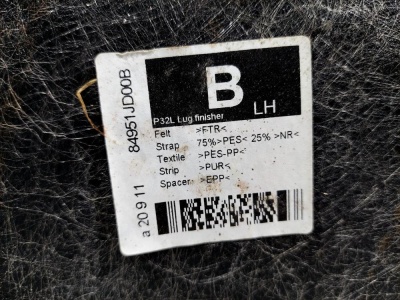 B
LH
P32L Lug.finisher
Felt >FTR<
Strap 75%>PES< 25% >NR<
Textile >PES-PP<
Strip >PUR<
Spacer >EPP<
84951JD00B
a 20 9 11